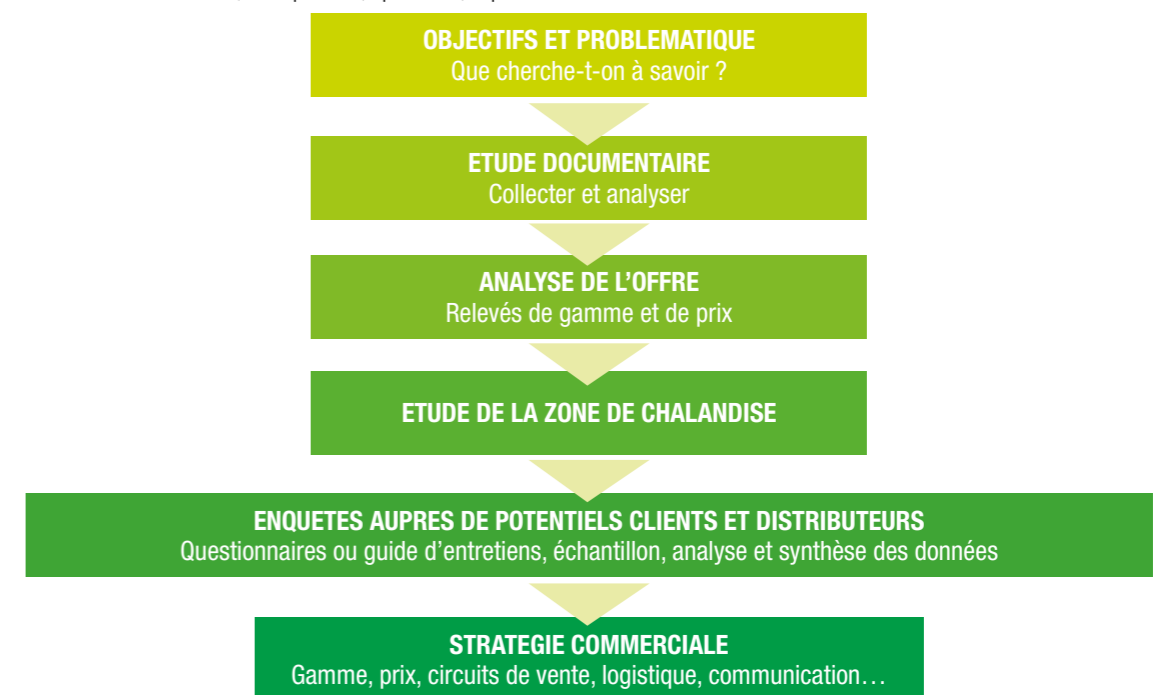 OBJECTIFS ET PROBLEMATIQUE
Que cherche-t-on à savoir ?
ETUDE DOCUMENTAIRE
Collecter et analyser
ANALYSE DE L’OFFRE
Relevés de gamme et de prix
ETUDE DE LA ZONE DE CHALANDISE
ENQUETES AUPRES DE POTENTIELS CLIENTS ET DISTRIBUTEURS
Questionnaires ou guide d’entretiens, échantillon, analyse et synthèse des données
STRATEGIE COMMERCIALE
Gamme, prix, circuits de vente, logistique, communication…